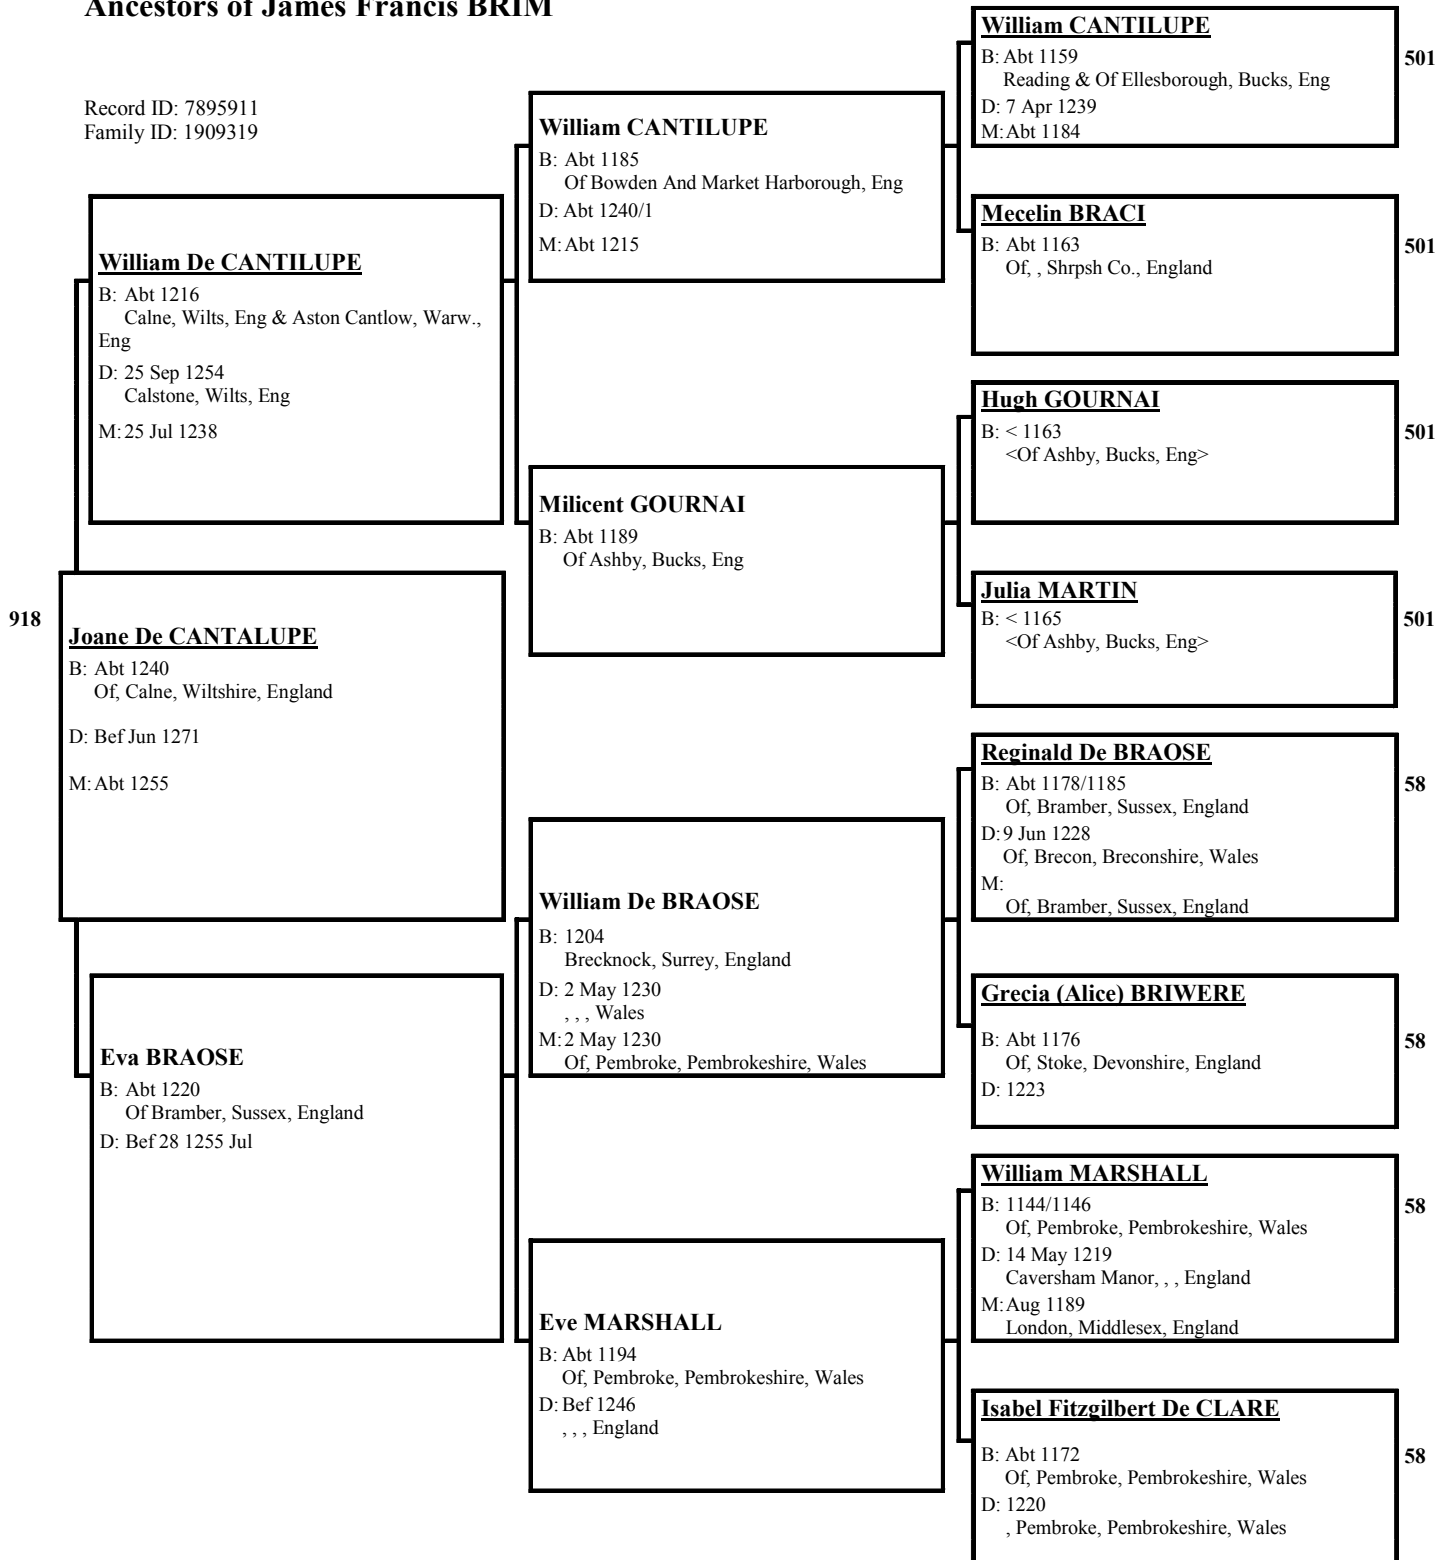 Ancestors of James Francis BRIM
Record ID: 7895911
Family ID: 1909319
918
Joane De CANTALUPE
B: Abt 1240
Of, Calne, Wiltshire, England
D: Bef Jun 1271
M: Abt 1255
William De CANTILUPE
B: Abt 1216
Calne, Wilts, Eng & Aston Cantlow, Warw.,
Eng
D: 25 Sep 1254
Calstone, Wilts, Eng
M: 25 Jul 1238
Eva BRAOSE
B: Abt 1220
Of Bramber, Sussex, England
D: Bef 28 1255 Jul
William CANTILUPE
B: Abt 1185
Of Bowden And Market Harborough, Eng
D: Abt 1240/1
M: Abt 1215
Milicent GOURNAI
B: Abt 1189
Of Ashby, Bucks, Eng
William De BRAOSE
B: 1204
Brecknock, Surrey, England
D: 2 May 1230
, , , Wales
M: 2 May 1230
Of, Pembroke, Pembrokeshire, Wales
Eve MARSHALL
B: Abt 1194
Of, Pembroke, Pembrokeshire, Wales
D: Bef 1246
, , , England
William CANTILUPE
B: Abt 1159
Reading & Of Ellesborough, Bucks, Eng
D: 7 Apr 1239
M: Abt 1184
501
Mecelin BRACI
B: Abt 1163
Of, , Shrpsh Co., England
501
Hugh GOURNAI
B: < 1163
<Of Ashby, Bucks, Eng>
501
Julia MARTIN
B: < 1165
<Of Ashby, Bucks, Eng>
501
Reginald De BRAOSE
B: Abt 1178/1185
Of, Bramber, Sussex, England
D: 9 Jun 1228
Of, Brecon, Breconshire, Wales
M:
Of, Bramber, Sussex, England
58
Grecia (Alice) BRIWERE
B: Abt 1176
Of, Stoke, Devonshire, England
D: 1223
58
William MARSHALL
B: 1144/1146
Of, Pembroke, Pembrokeshire, Wales
D: 14 May 1219
Caversham Manor, , , England
M: Aug 1189
London, Middlesex, England
58
Isabel Fitzgilbert De CLARE
B: Abt 1172
Of, Pembroke, Pembrokeshire, Wales
D: 1220
, Pembroke, Pembrokeshire, Wales
58